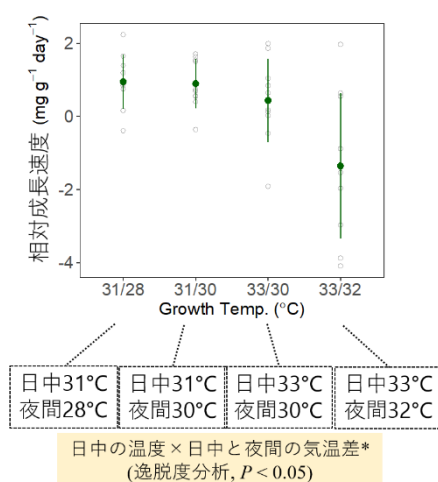 相対成長速度 (mg g⁻¹ day⁻¹)
2
0
-2
-4
31/28 31/30 33/30 33/32
Growth Temp. (°C)
日中31°C 日中31°C 日中33°C 日中33°C
夜間28°C 夜間30°C 夜間30°C 夜間32°C
日中の温度×日中と夜間の気温差*
(逸脱度分析, P < 0.05)